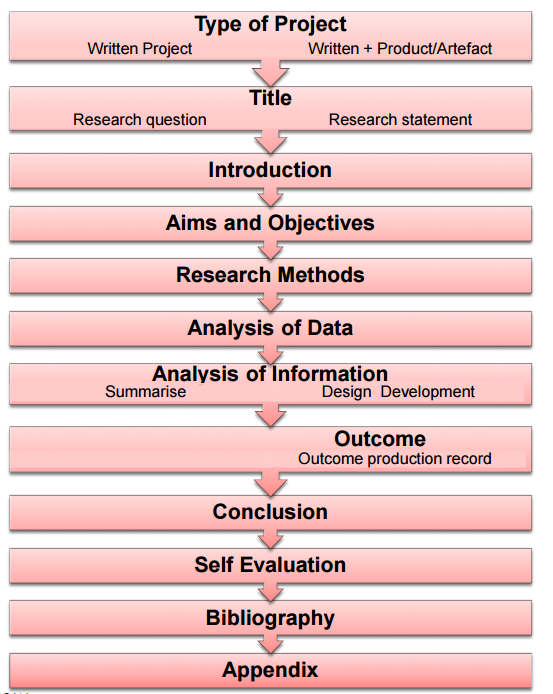 Type of Project
Written Project Written + Product/Artefact
Title
Research question Research statement
Introduction
Aims and Objectives
Research Methods
Analysis of Data
Analysis of Information
Summarise Design Development
Outcome
Outcome production record
Conclusion
Self Evaluation
Bibliography
Appendix